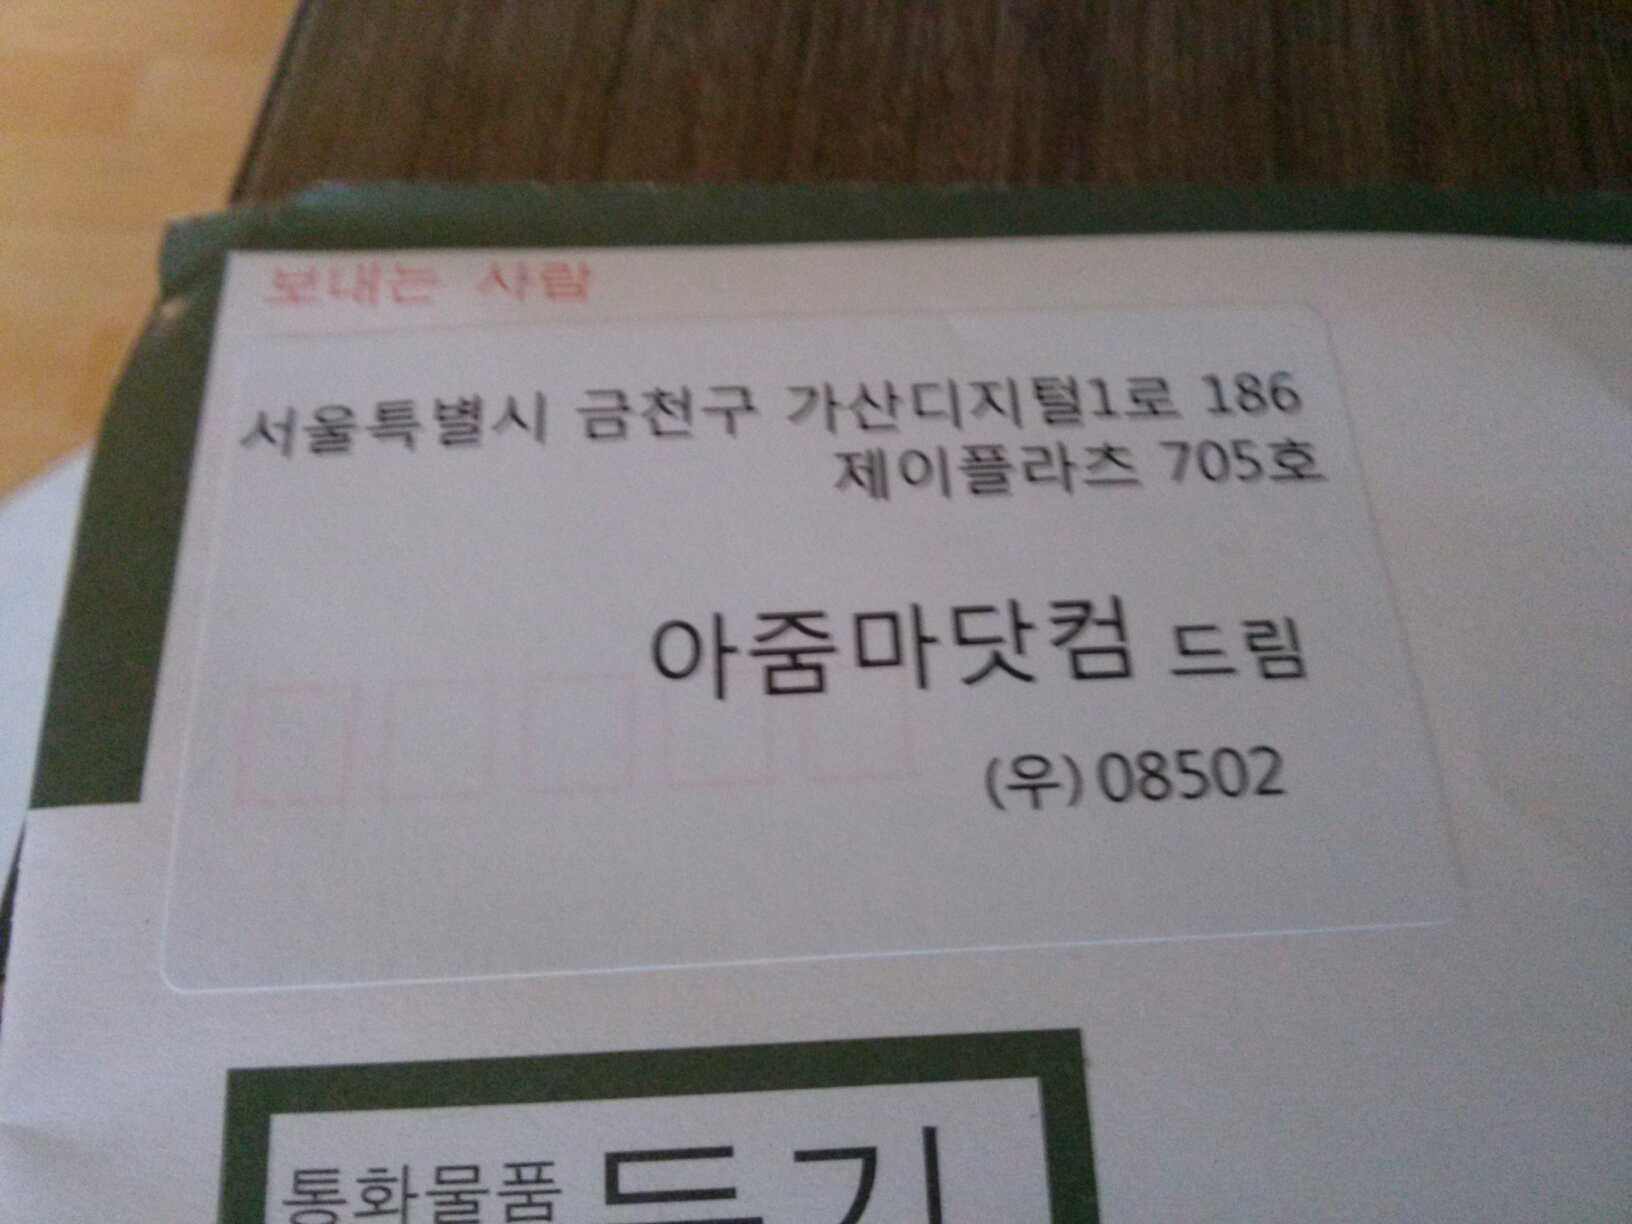 보내는 사람
서울특별시 금천구 가산디지털1로 186
제이플라츠 705호
아줌마닷컴 드림
(우) 08502
통화물품